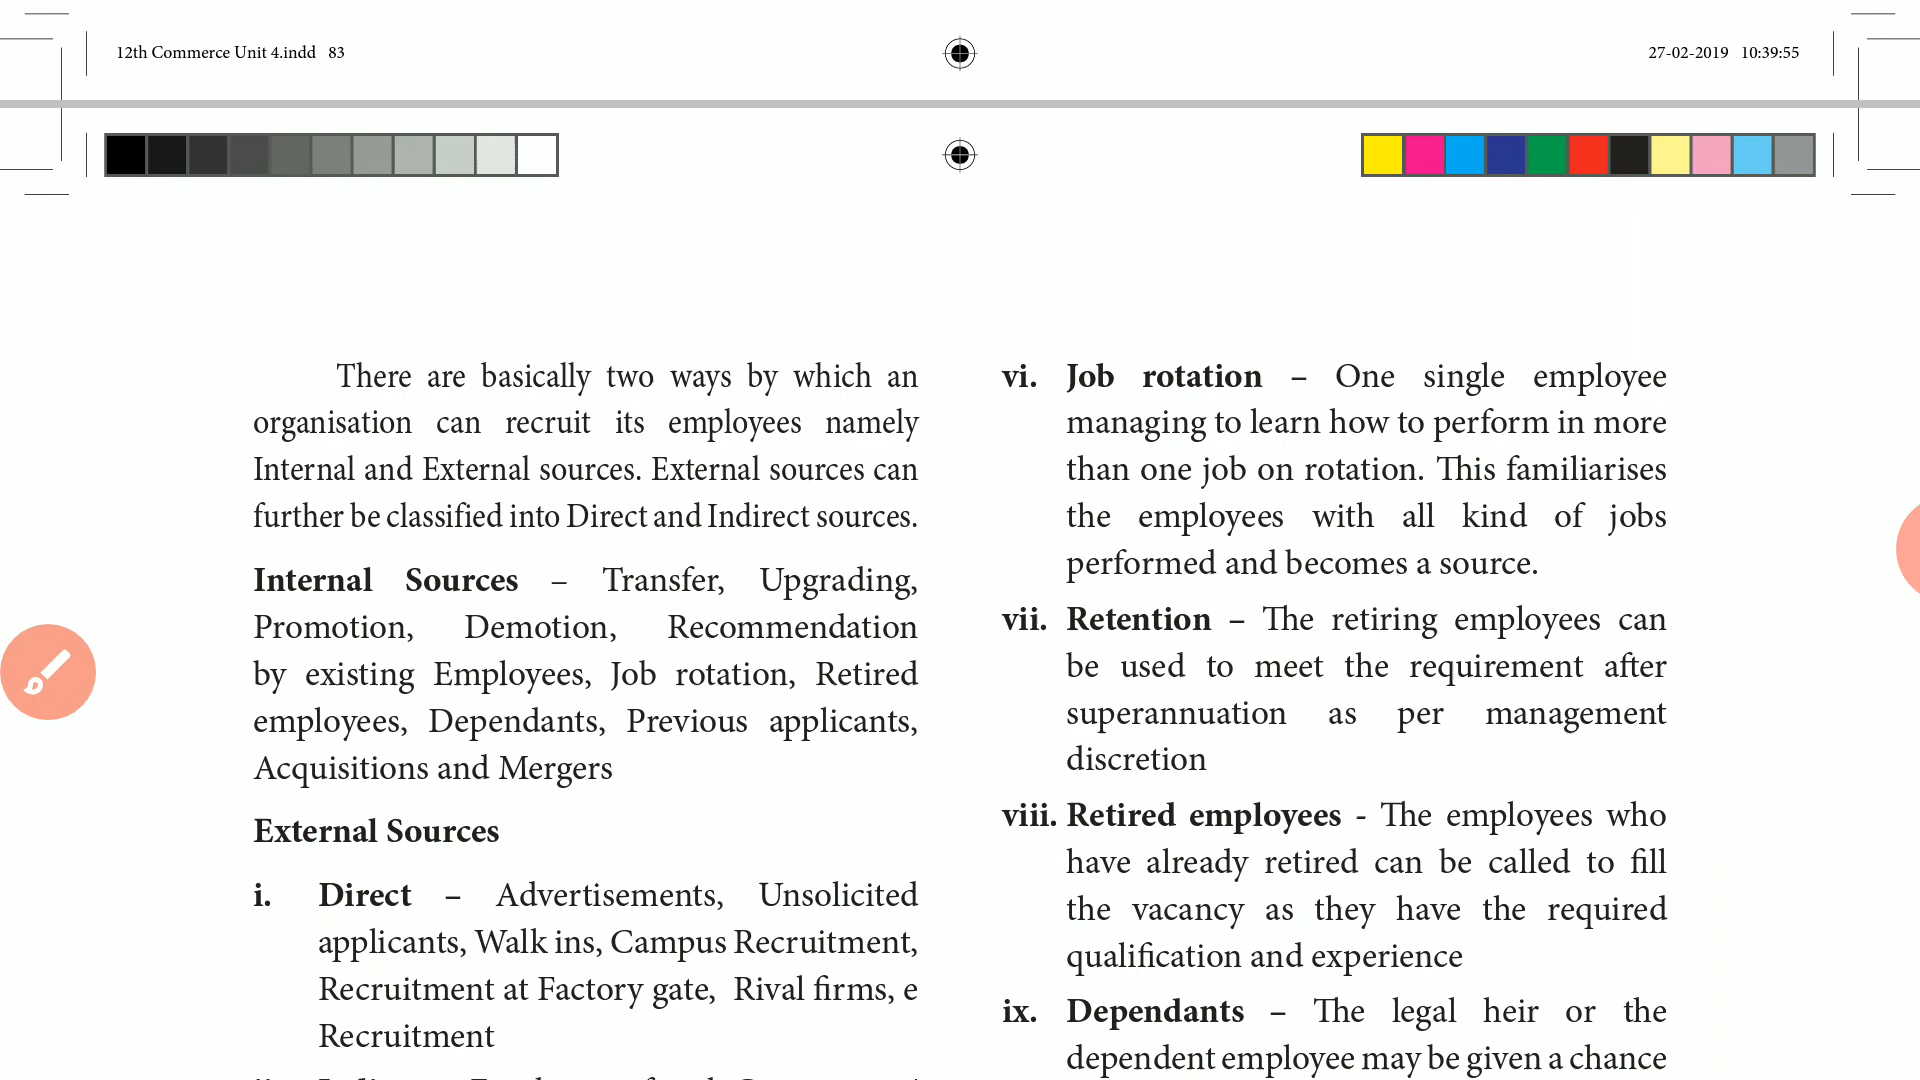 12th Commerce Unit 4.indd 83
27-02-2019 10:39:55
There are basically two ways by which an
organisation can recruit its employees namely
Internal and External sources. External sources can
further be classified into Direct and Indirect sources.
Internal Sources – Transfer, Upgrading,
Promotion, Demotion, Recommendation
by existing Employees, Job rotation, Retired
employees, Dependants, Previous applicants,
Acquisitions and Mergers
External Sources
i. Direct – Advertisements, Unsolicited
applicants, Walk ins, Campus Recruitment,
Recruitment at Factory gate, Rival firms, e
Recruitment
vi. Job rotation – One single employee
managing to learn how to perform in more
than one job on rotation. This familiarises
the employees with all kind of jobs
performed and becomes a source.
vii. Retention – The retiring employees can
be used to meet the requirement after
superannuation as per management
discretion
viii. Retired employees - The employees who
have already retired can be called to fill
the vacancy as they have the required
qualification and experience
ix. Dependants – The legal heir or the
dependent employee may be given a chance